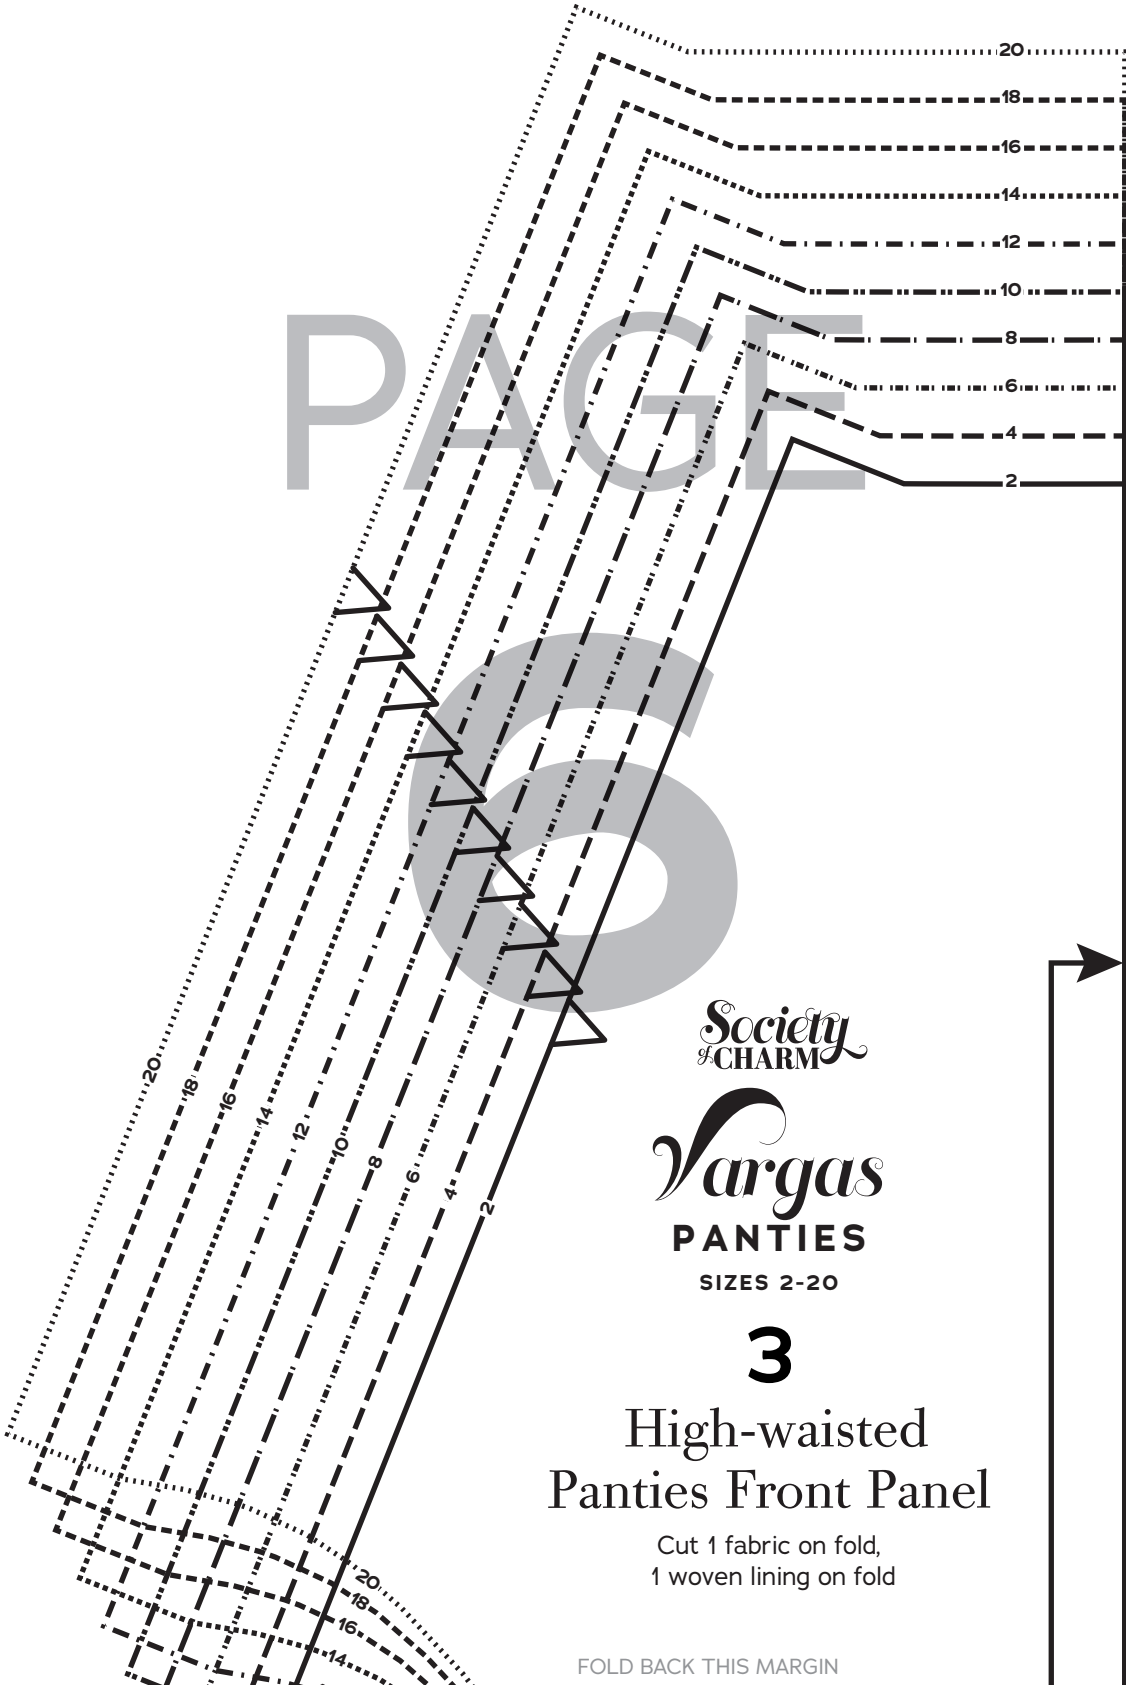 20
18
16
14
12
10
8
6
4
2
PAGE
6
20
18
16
14
12
10
8
6
4
2
Society
of CHARM
Vargas
PANTIES
SIZES 2-20
3
High-waisted
Panties Front Panel
Cut 1 fabric on fold,
1 woven lining on fold
20
18
16
14
FOLD BACK THIS MARGIN